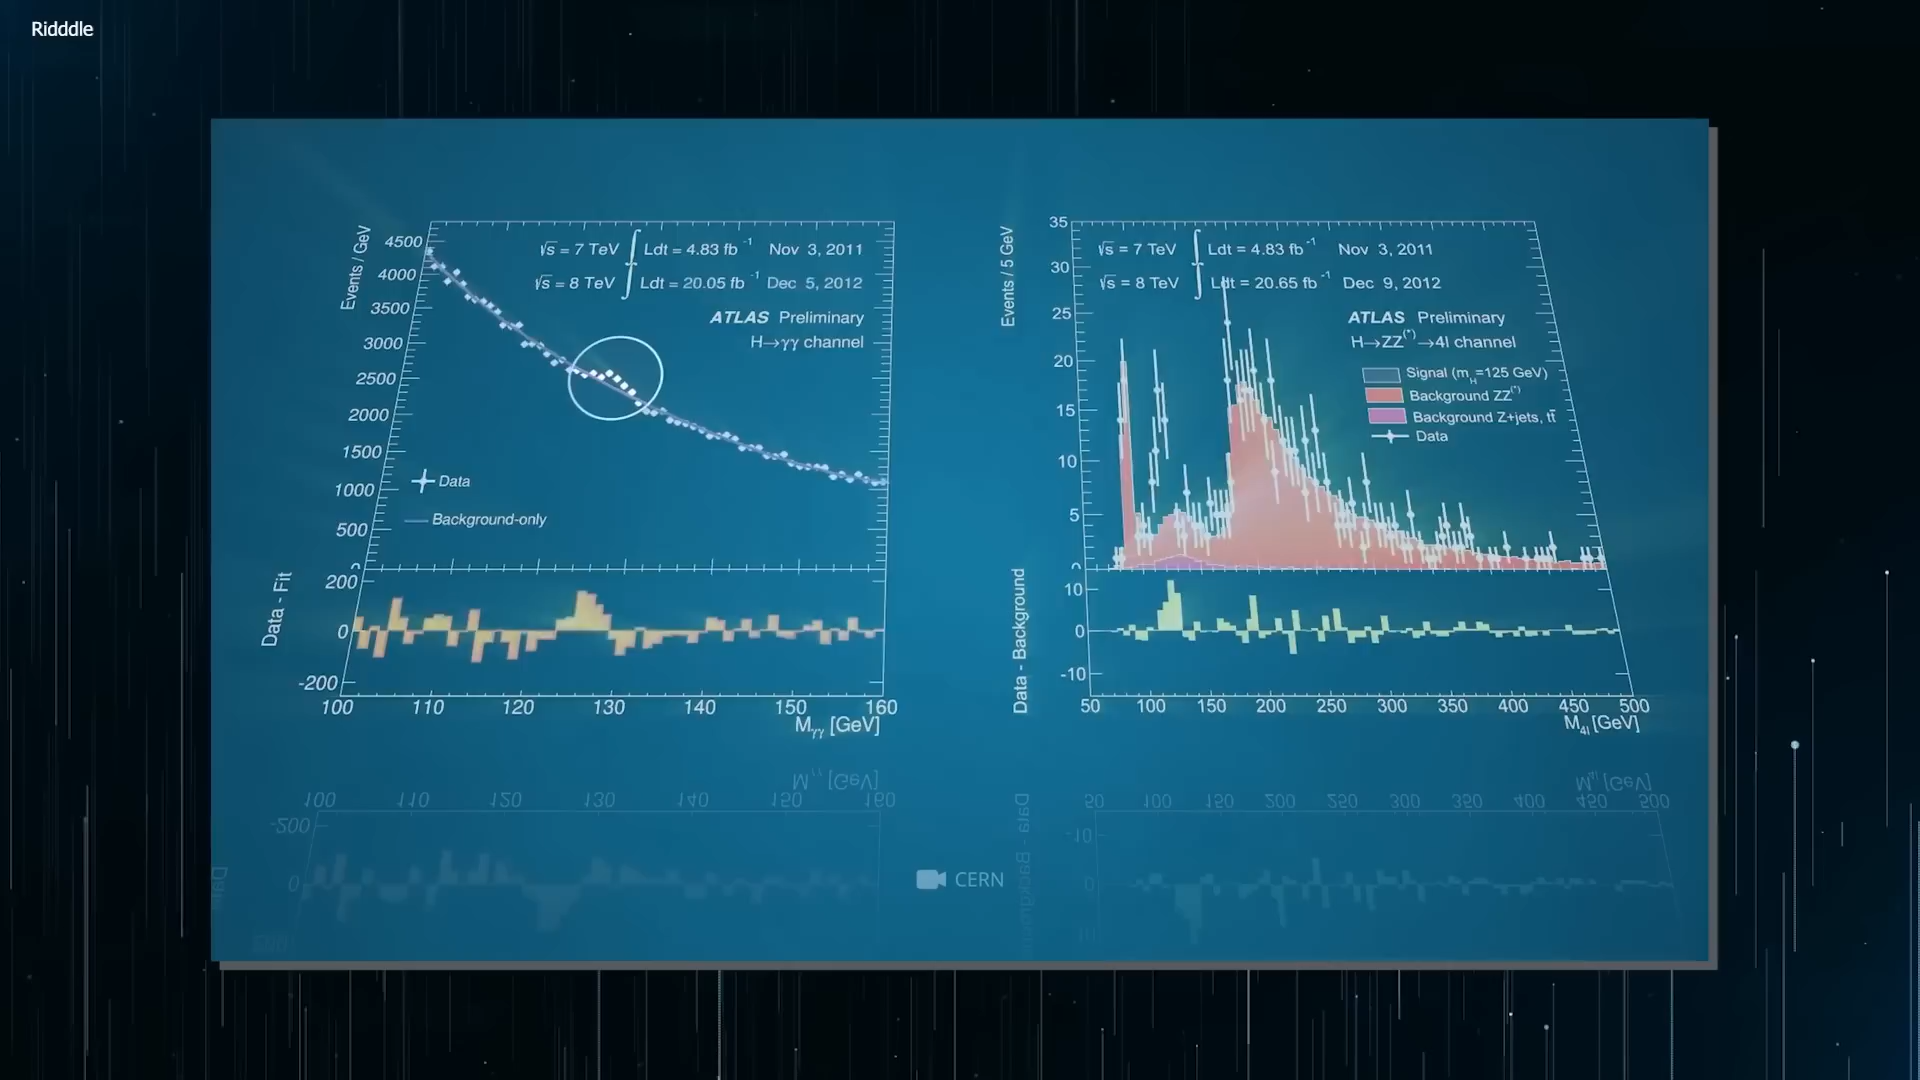 Ridddle
Events / GeV
4500
4000
3500
3000
2500
2000
1500
1000
500
0
√s = 7 TeV ∫ Ldt = 4.83 fb⁻¹ Nov 3, 2011
√s = 8 TeV ∫ Ldt = 20.05 fb⁻¹ Dec 5, 2012
ATLAS Preliminary
H→γγ channel
Data
Background-only
Data - Fit
200
0
-200
100 110 120 130 140 150 160
Mγγ [GeV]
Events / 5 GeV
35
30
25
20
15
10
5
0
√s = 7 TeV ∫ Ldt = 4.83 fb⁻¹ Nov 3, 2011
√s = 8 TeV ∫ Ldt = 20.65 fb⁻¹ Dec 9, 2012
ATLAS Preliminary
H→ZZ(*)→4l channel
Signal (mH=125 GeV)
Background ZZ(*)
Background Z+jets, tt̄
Data
Data - Background
10
0
-10
50 100 150 200 250 300 350 400 450 500
M4l [GeV]
CERN